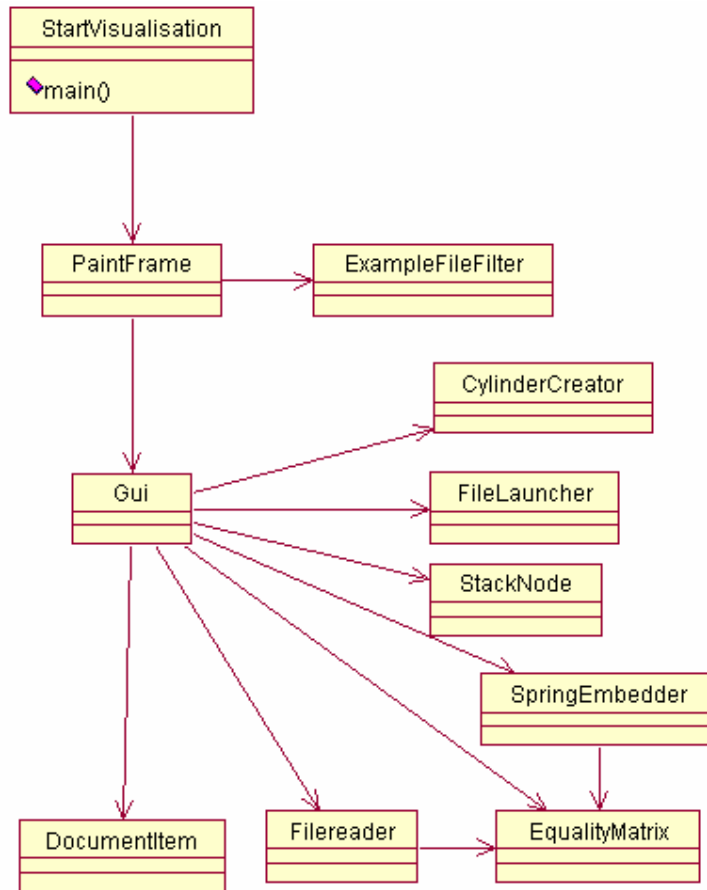 StartVisualisation
main()
PaintFrame
ExampleFileFilter
CylinderCreator
Gui
FileLauncher
StackNode
SpringEmbedder
DocumentItem
Filereader
EqualityMatrix